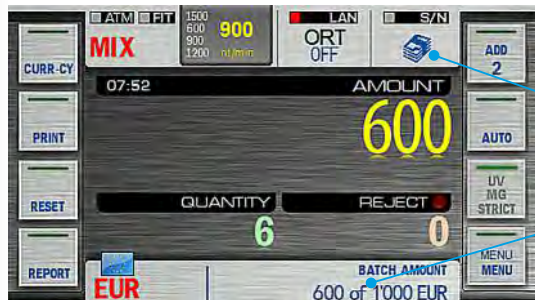 ATM FIT
MIX
1500
600
900
1200
900
nt/min
LAN
ORT
OFF
S/N
CURR-CY
PRINT
RESET
REPORT
07:52
AMOUNT
600
QUANTITY
REJECT
6
0
EUR
BATCH AMOUNT
600 of 1'000 EUR
ADD
2
AUTO
UV
MG
STRICT
MENU
MENU